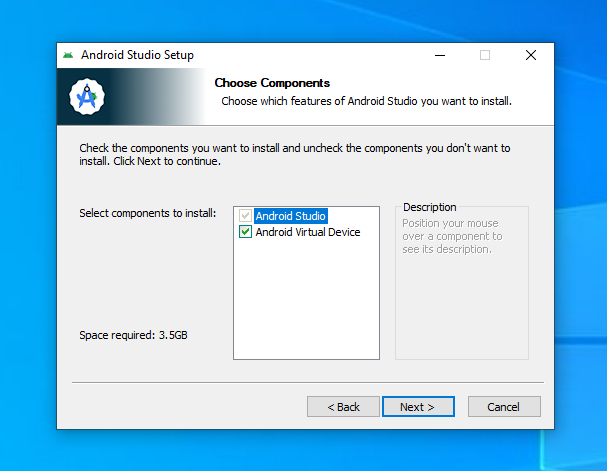 Android Studio Setup
Choose Components
Choose which features of Android Studio you want to install.
Check the components you want to install and uncheck the components you don't want to
install. Click Next to continue.
Select components to install:
Android Studio
Android Virtual Device
Description
Position your mouse
over a component to
see its description.
Space required: 3.5GB
< Back
Next >
Cancel